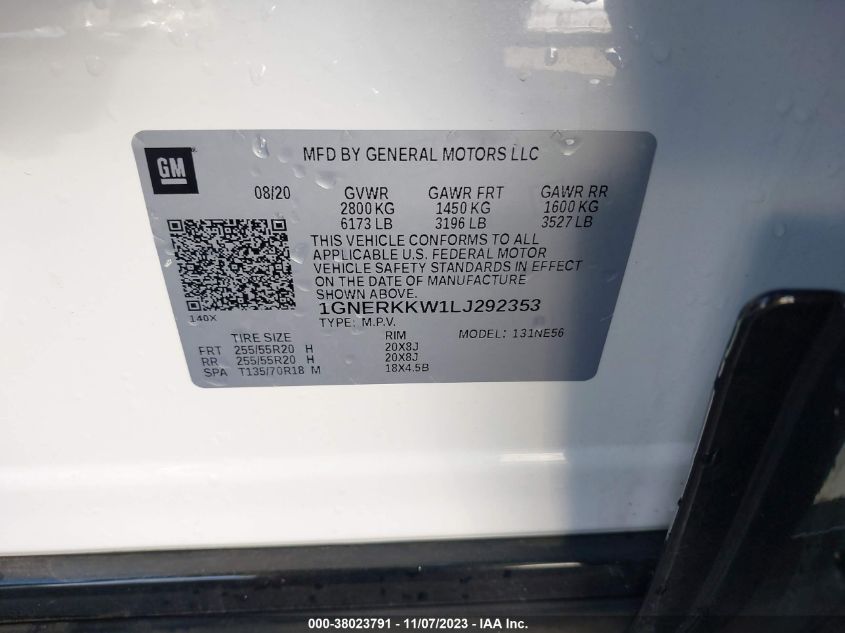 GM
MFD BY GENERAL MOTORS LLC
08/20 GVWR GAWR FRT GAWR RR
2800 KG 1450 KG 1600 KG
6173 LB 3196 LB 3527 LB
THIS VEHICLE CONFORMS TO ALL
APPLICABLE U.S. FEDERAL MOTOR
VEHICLE SAFETY STANDARDS IN EFFECT
ON THE DATE OF MANUFACTURE
SHOWN ABOVE.
140X
1GNERKKW1LJ292353
TYPE: M.P.V. MODEL: 131NE56
TIRE SIZE RIM
FRT 255/55R20 H 20X8J
RR 255/55R20 H 20X8J
SPA T135/70R18 M 18X4.5B
000-38023791 - 11/07/2023 - IAA Inc.